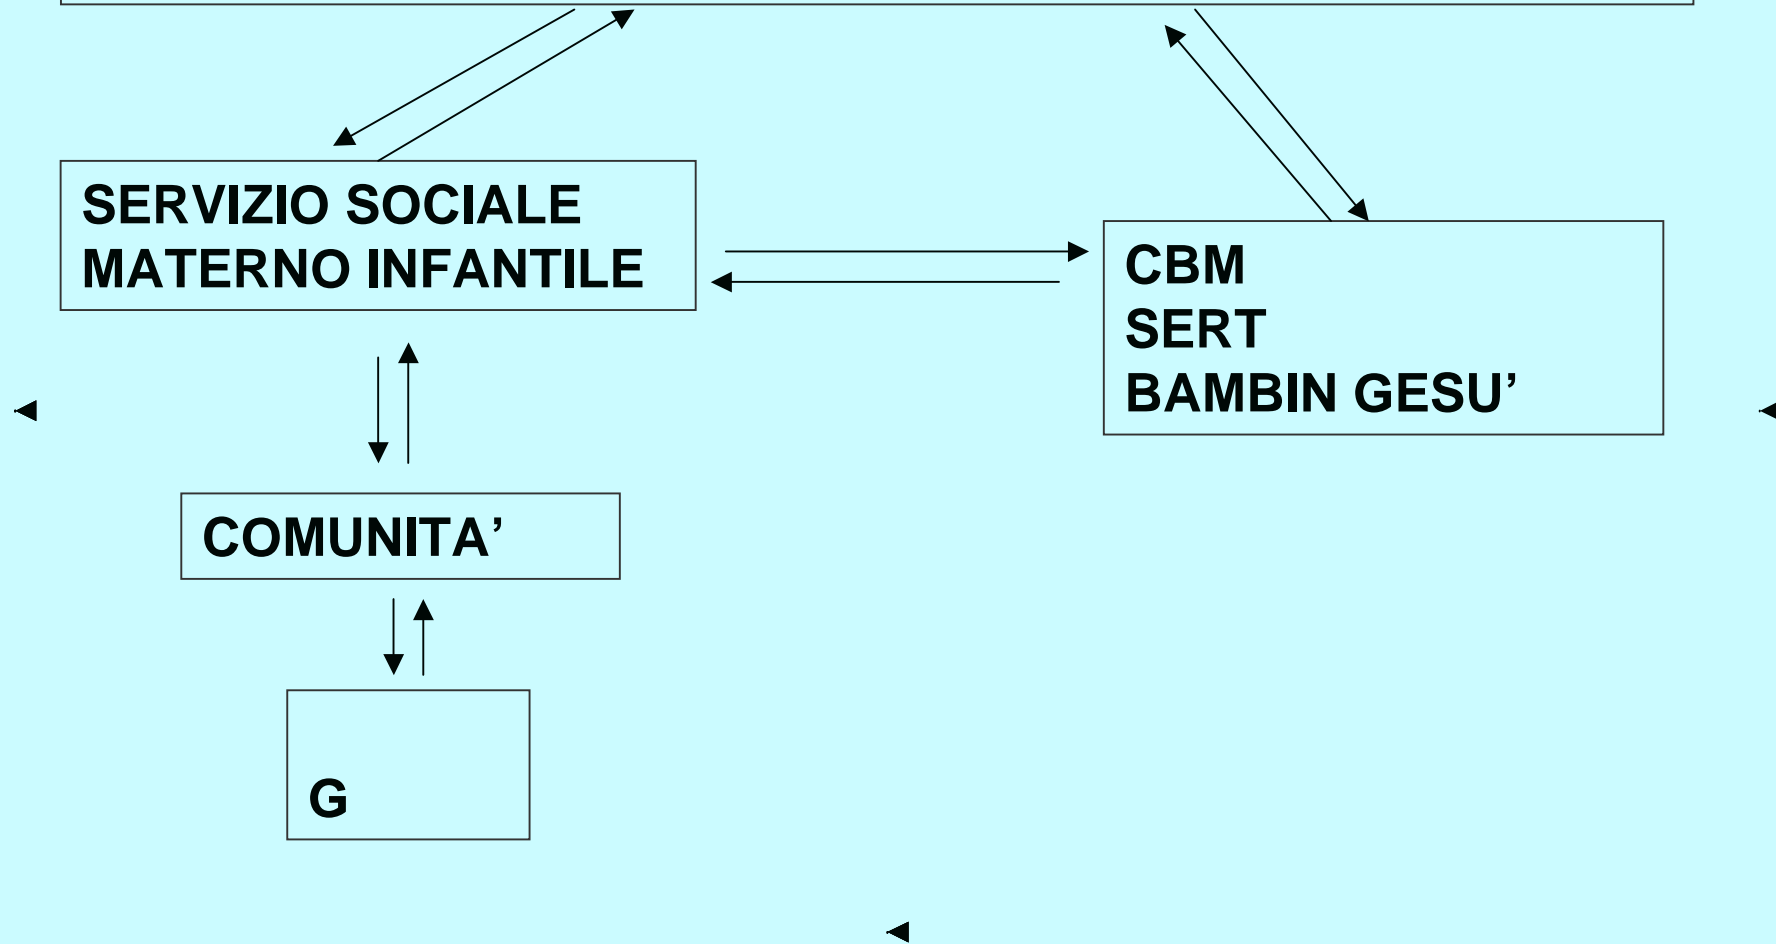 SERVIZIO SOCIALE
MATERNO INFANTILE
CBM
SERT
BAMBIN GESU’
COMUNITA’
G